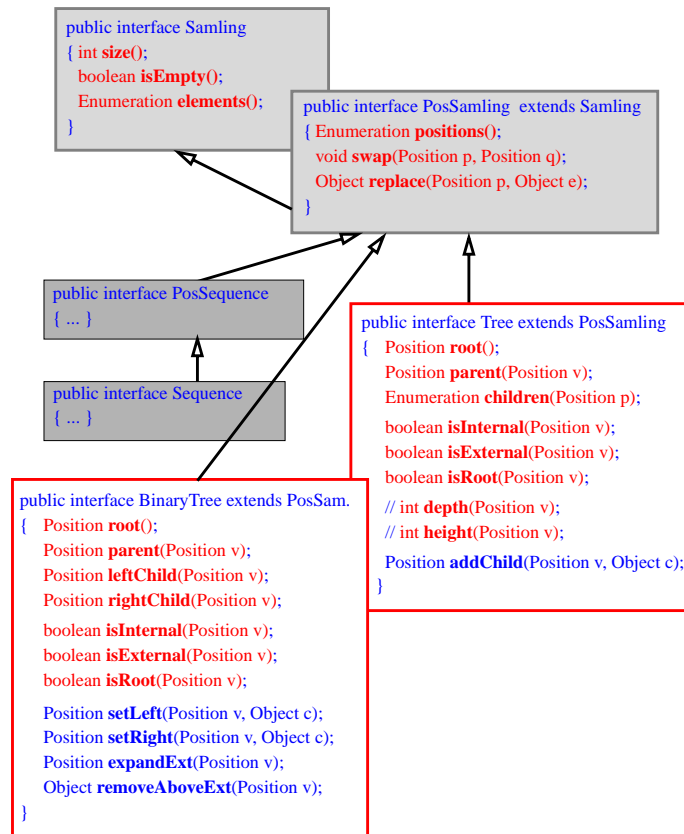 public interface Samling
{ int size();
boolean isEmpty();
Enumeration elements();
}
public interface PosSamling extends Samling
{ Enumeration positions();
void swap(Position p, Position q);
Object replace(Position p, Object e);
}
public interface PosSequence
{ ... }
public interface Sequence
{ ... }
public interface Tree extends PosSamling
{ Position root();
Position parent(Position v);
Enumeration children(Position p);
boolean isInternal(Position v);
boolean isExternal(Position v);
boolean isRoot(Position v);
// int depth(Position v);
// int height(Position v);
Position addChild(Position v, Object c);
}
public interface BinaryTree extends PosSam.
{ Position root();
Position parent(Position v);
Position leftChild(Position v);
Position rightChild(Position v);
boolean isInternal(Position v);
boolean isExternal(Position v);
boolean isRoot(Position v);
Position setLeft(Position v, Object c);
Position setRight(Position v, Object c);
Position expandExt(Position v);
Object removeAboveExt(Position v);
}